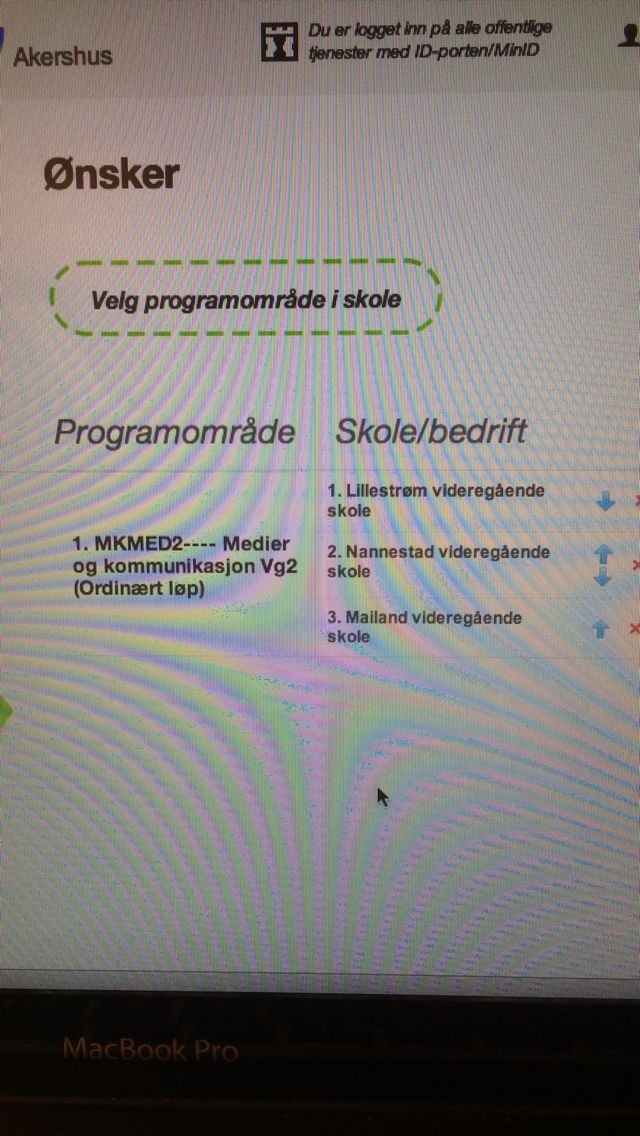 Akershus
Du er logget inn på alle offentlige
tjenester med ID-porten/MinID
Ønsker
Velg programområde i skole
Programområde
Skole/bedrift
1. MKMED2---- Medier
og kommunikasjon Vg2
(Ordinært løp)
1. Lillestrøm videregående
skole
2. Nannestad videregående
skole
3. Mailand videregående
skole
MacBook Pro